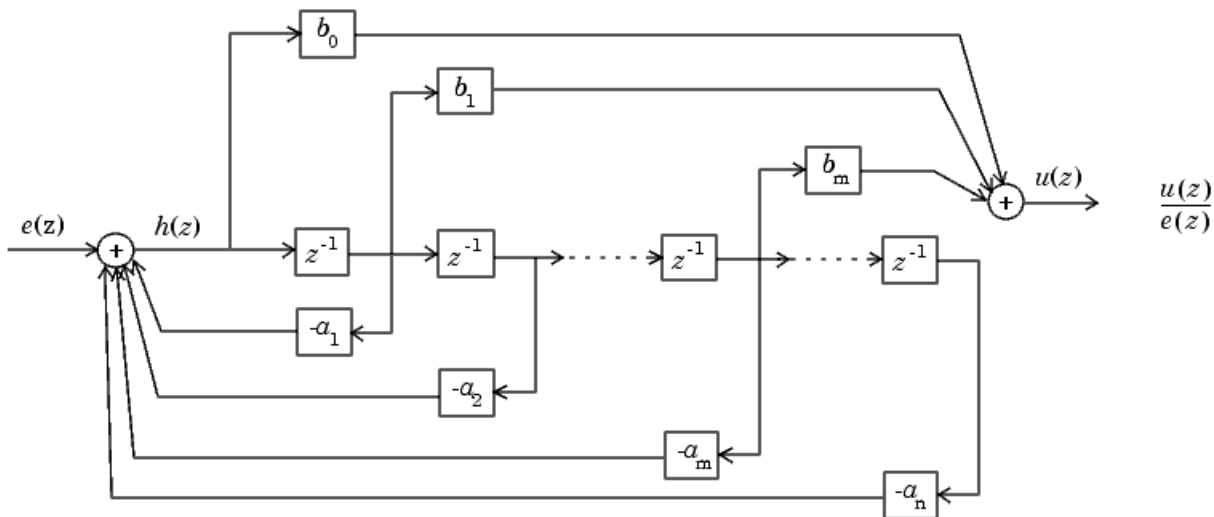 b₀
b₁
bₘ
u(z)
u(z)
e(z)
e(z)
h(z)
+
+
z⁻¹
z⁻¹
z⁻¹
z⁻¹
-a₁
-a₂
-aₘ
-aₙ